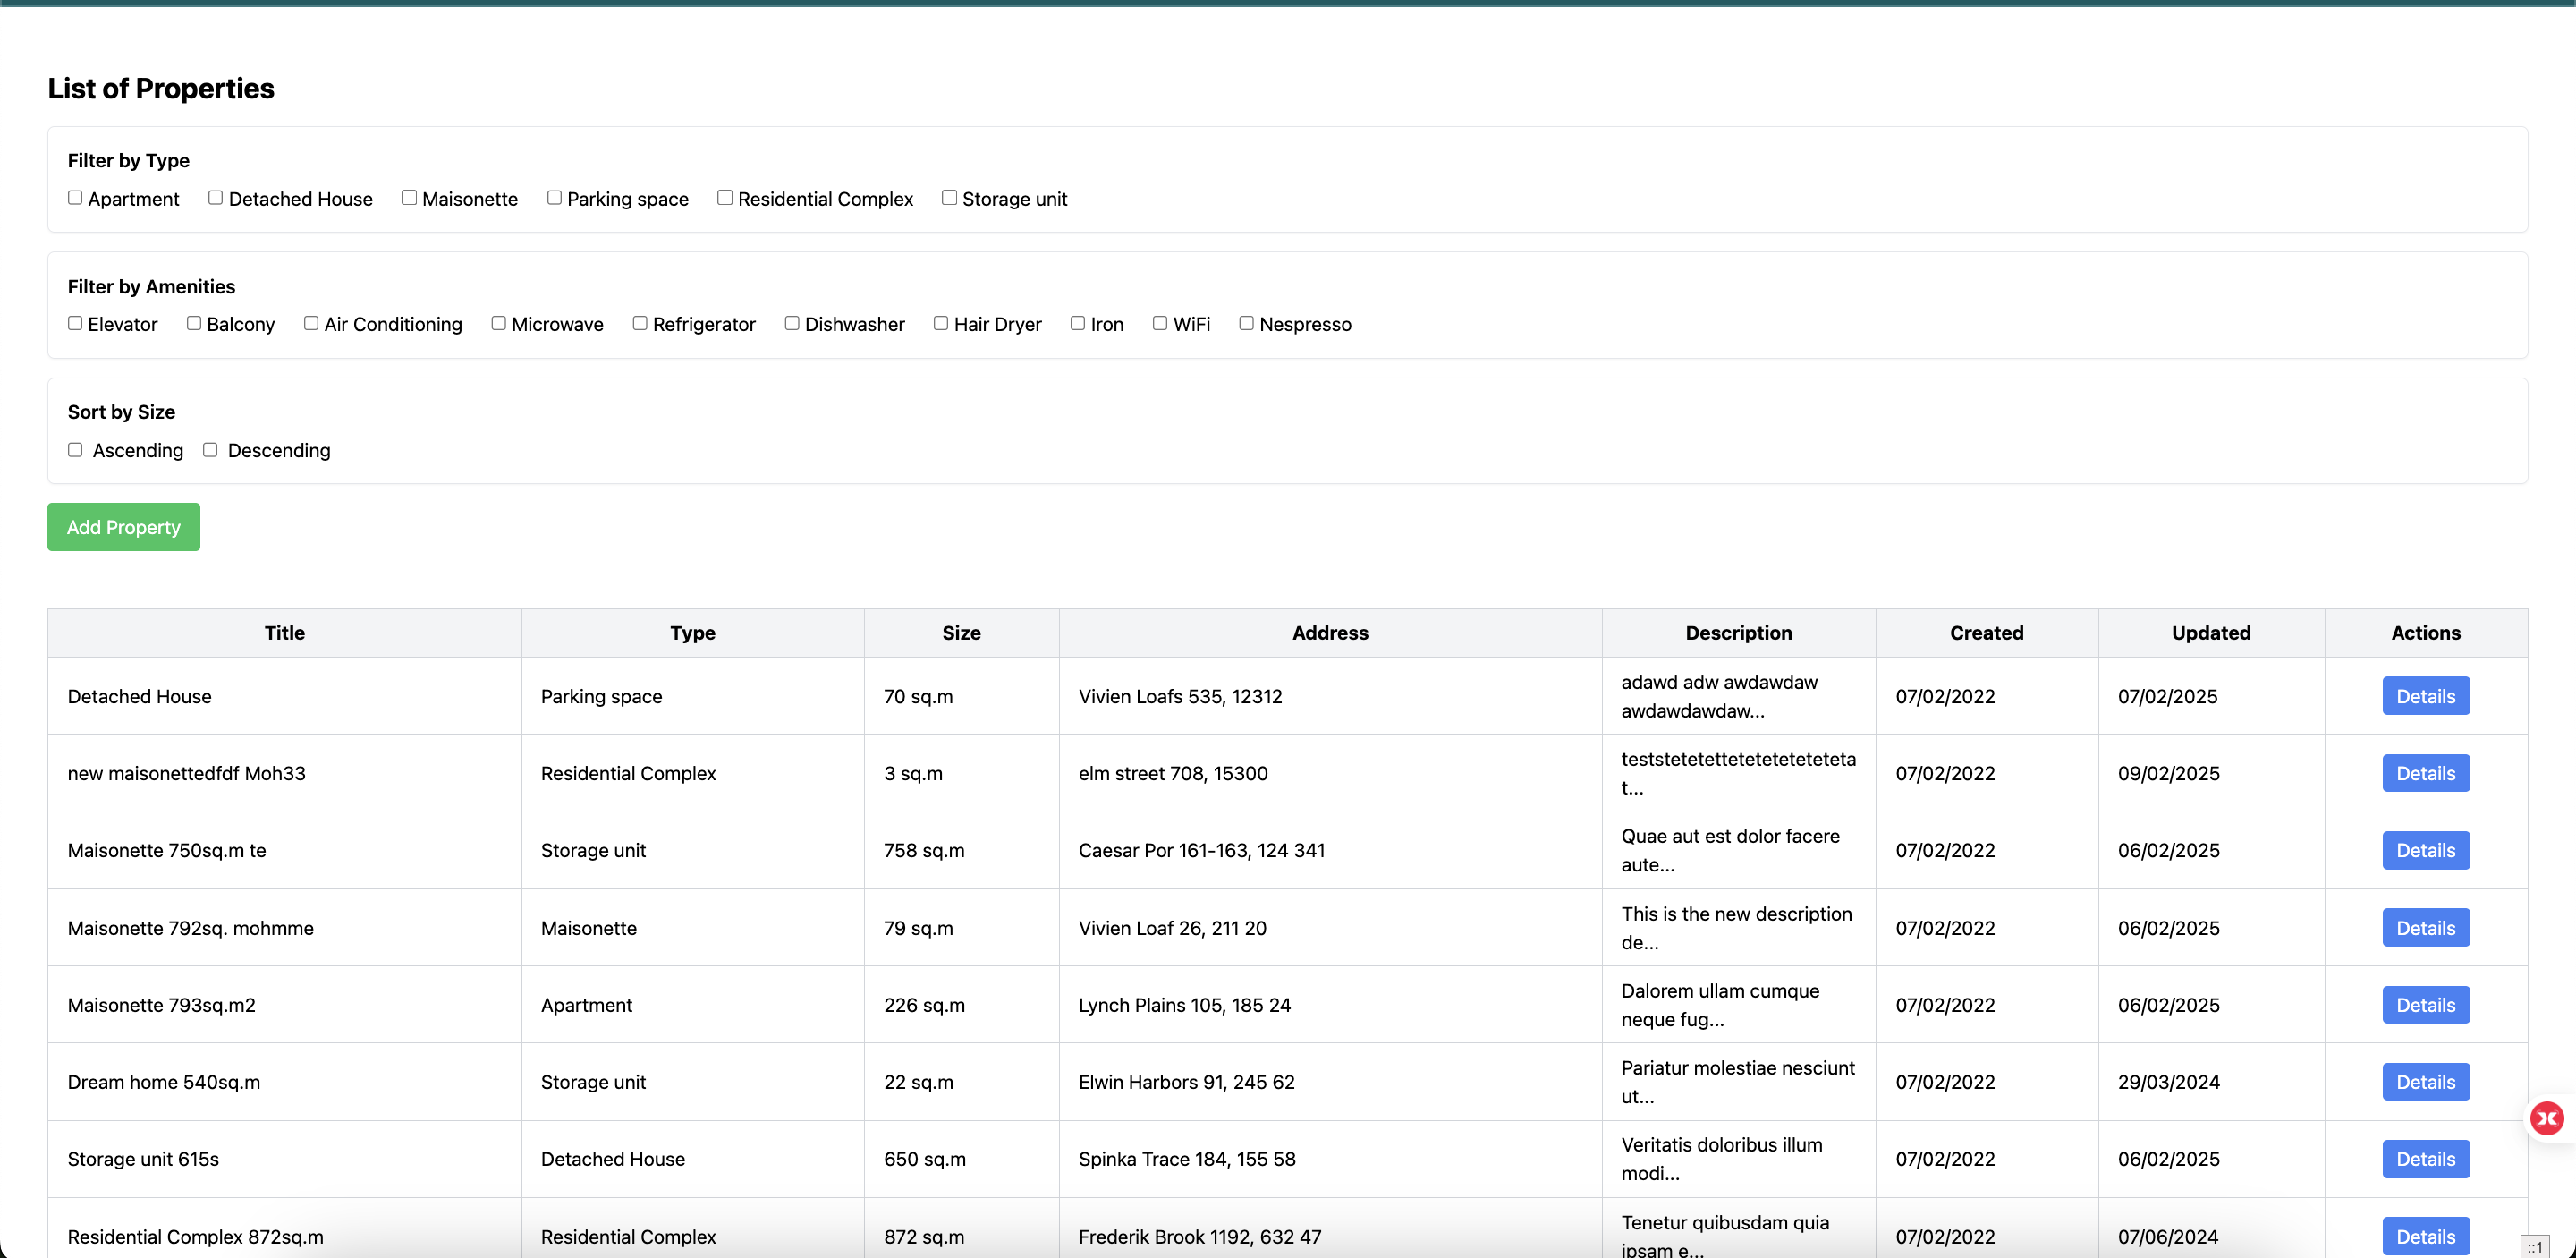 List of Properties
Filter by Type
Apartment Detached House Maisonette Parking space Residential Complex Storage unit
Filter by Amenities
Elevator Balcony Air Conditioning Microwave Refrigerator Dishwasher Hair Dryer Iron WiFi Nespresso
Sort by Size
Ascending Descending
Add Property
Title Type Size Address Description Created Updated Actions
Detached House Parking space 70 sq.m Vivien Loafs 535, 12312 adawd adw awdawdaw 07/02/2022 07/02/2025 Details
awdawdawdaw...
new maisonettedfdf Moh33 Residential Complex 3 sq.m elm street 708, 15300 teststetetetteteteteteteteta 07/02/2022 09/02/2025 Details
t...
Maisonette 750sq.m te Storage unit 758 sq.m Caesar Por 161-163, 124 341 Quae aut est dolor facere 07/02/2022 06/02/2025 Details
aute...
Maisonette 792sq. mohmme Maisonette 79 sq.m Vivien Loaf 26, 211 20 This is the new description 07/02/2022 06/02/2025 Details
de...
Maisonette 793sq.m2 Apartment 226 sq.m Lynch Plains 105, 185 24 Dalorem ullam cumque 07/02/2022 06/02/2025 Details
neque fug...
Dream home 540sq.m Storage unit 22 sq.m Elwin Harbors 91, 245 62 Pariatur molestiae nesciunt 07/02/2022 29/03/2024 Details
ut...
Storage unit 615s Detached House 650 sq.m Spinka Trace 184, 155 58 Veritatis doloribus illum 07/02/2022 06/02/2025 Details
modi...
Residential Complex 872sq.m Residential Complex 872 sq.m Frederik Brook 1192, 632 47 Tenetur quibusdam quia 07/02/2022 07/06/2024 Details
ipsam e...
::1